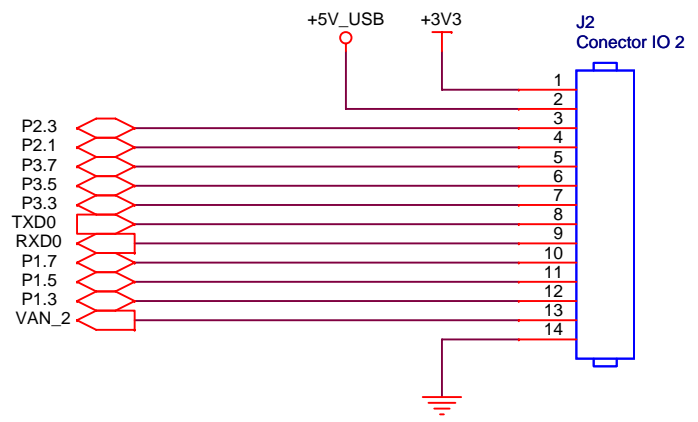 +5V_USB
+3V3
J2
Conector IO 2
1
2
P2.3 3
P2.1 4
P3.7 5
P3.5 6
P3.3 7
TXD0 8
RXD0 9
P1.7 10
P1.5 11
P1.3 12
VAN_2 13
14